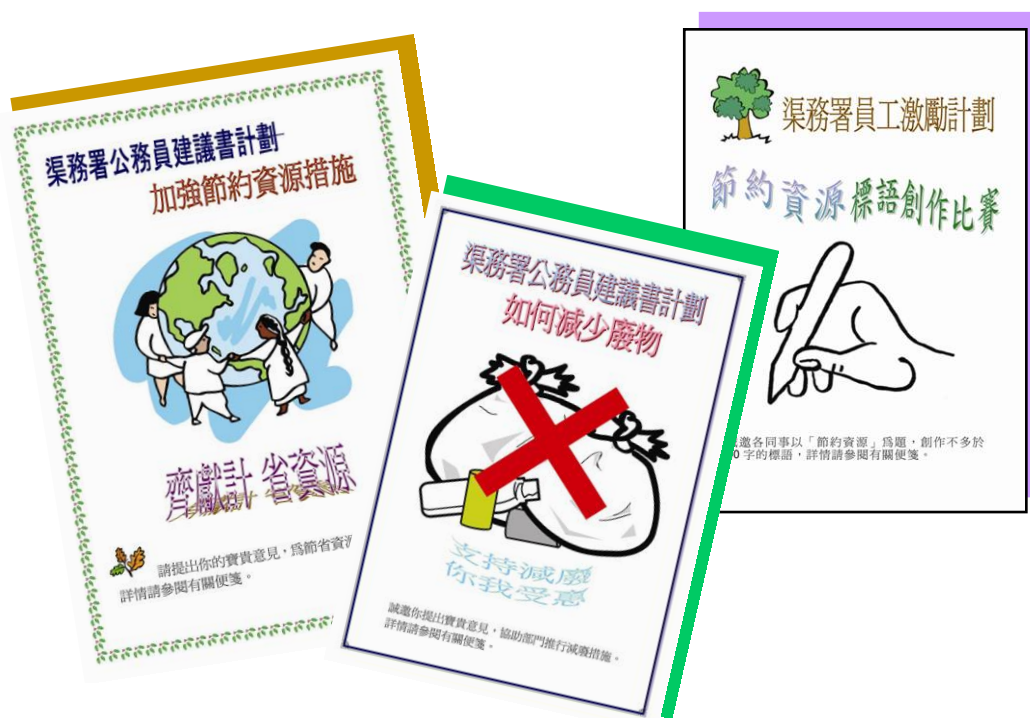 渠務署公務員建議書計劃
加強節約資源措施
齊獻計 省資源
請提出你的寶貴意見，為節省資源
詳情請參閱有關便箋。
渠務署公務員建議書計劃
如何減少廢物
支持減廢
你我受惠
誠邀你提出寶貴意見，協助部門推行減廢措施。
詳情請參閱有關便箋。
渠務署員工激勵計劃
節約資源標語創作比賽
邀各同事以「節約資源」為題，創作不多於
0字的標語，詳情請參閱有關便箋。